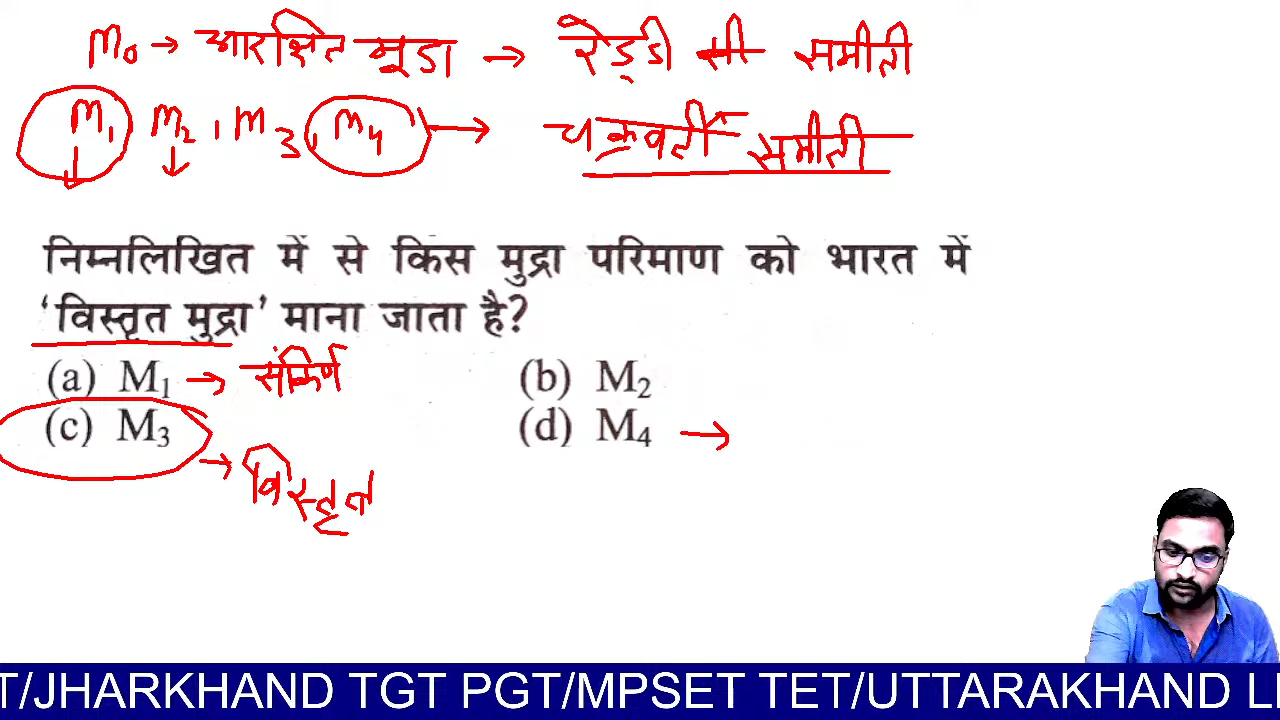 M₀ → आरक्षित मुद्रा → रेड्डी समीती
M₁ M₂, M₃, M₄ → चक्रवर्ती समीती
निम्नलिखित में से किस मुद्रा परिमाण को भारत में
‘विस्तृत मुद्रा’ माना जाता है?
(a) M₁ → संकिर्ण (b) M₂
(c) M₃ (d) M₄ →
→ विस्तृत
T/JHARKHAND TGT PGT/MPSET TET/UTTARAKHAND L